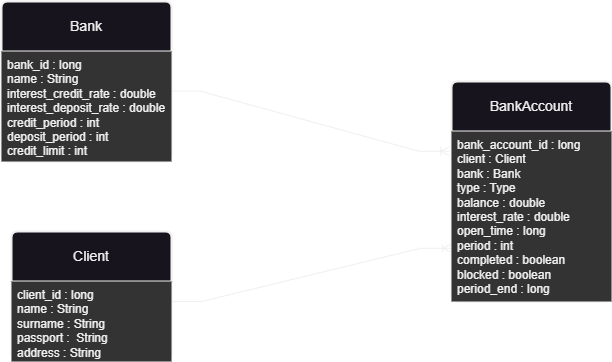 Bank
bank_id : long
name : String
interest_credit_rate : double
interest_deposit_rate : double
credit_period : int
deposit_period : int
credit_limit : int
BankAccount
bank_account_id : long
client : Client
bank : Bank
type : Type
balance : double
interest_rate : double
open_time : long
period : int
completed : boolean
blocked : boolean
period_end : long
Client
client_id : long
name : String
surname : String
passport :  String
address : String